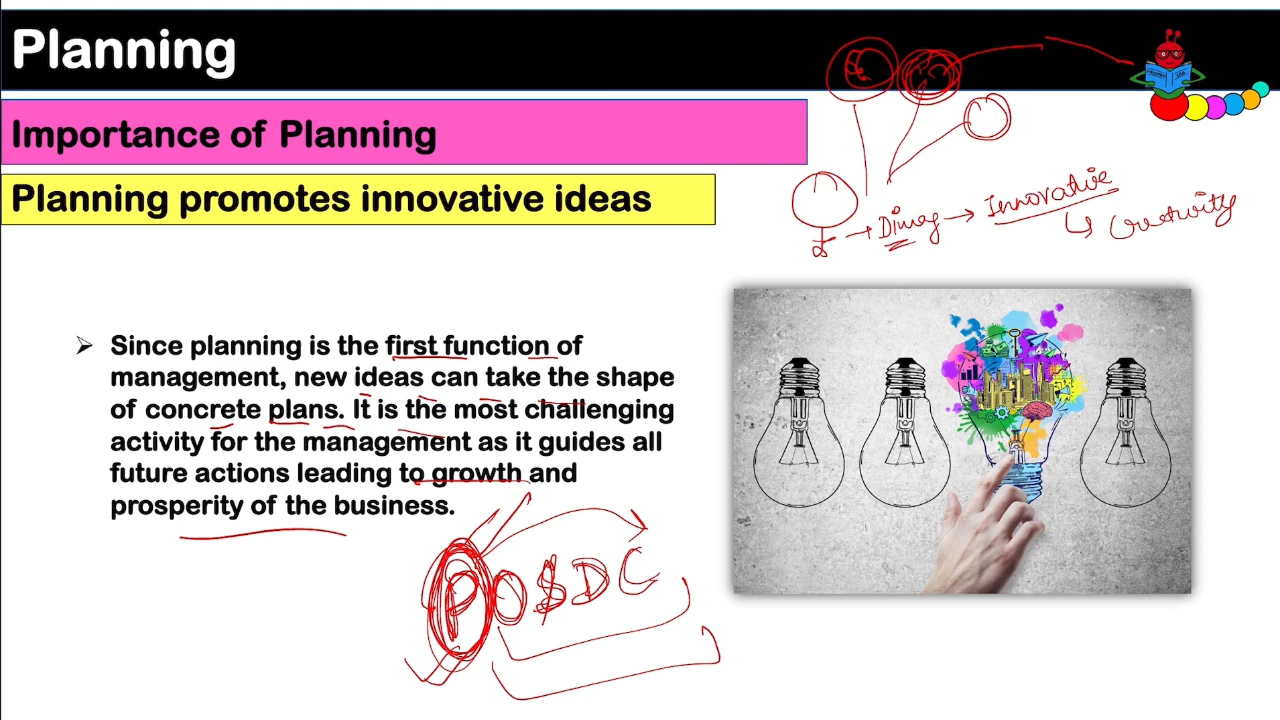 Planning
Importance of Planning
Planning promotes innovative ideas
Dimag → Innovative
↳ Creativity
➢ Since planning is the first function of
management, new ideas can take the shape
of concrete plans. It is the most challenging
activity for the management as it guides all
future actions leading to growth and
prosperity of the business.
P O S D C